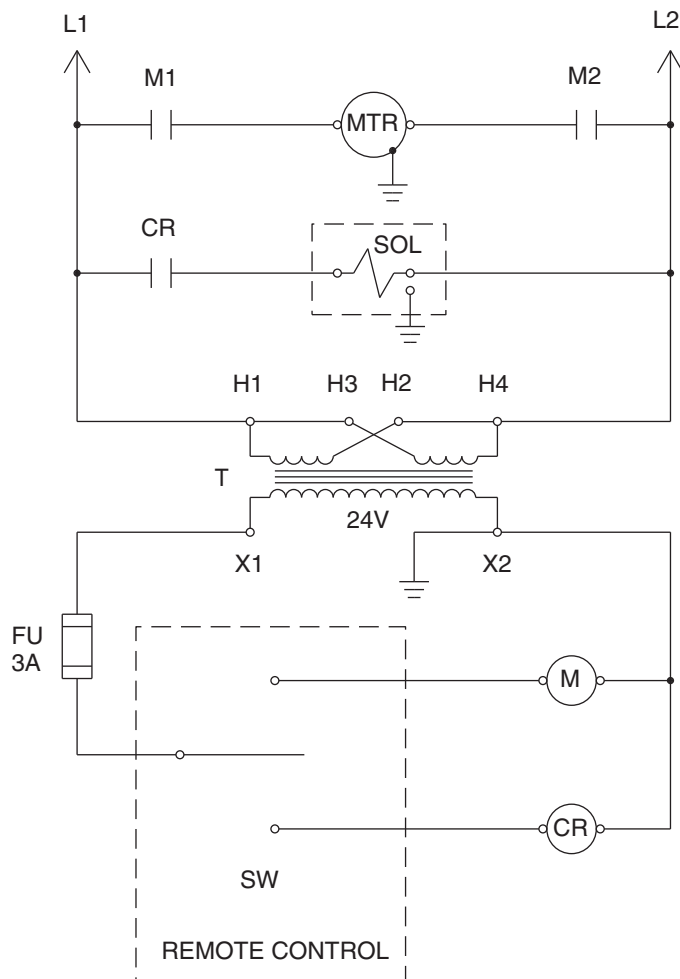 L1
L2
M1
M2
MTR
CR
SOL
H1
H3
H2
H4
T
24V
X1
X2
FU
3A
M
CR
SW
REMOTE CONTROL